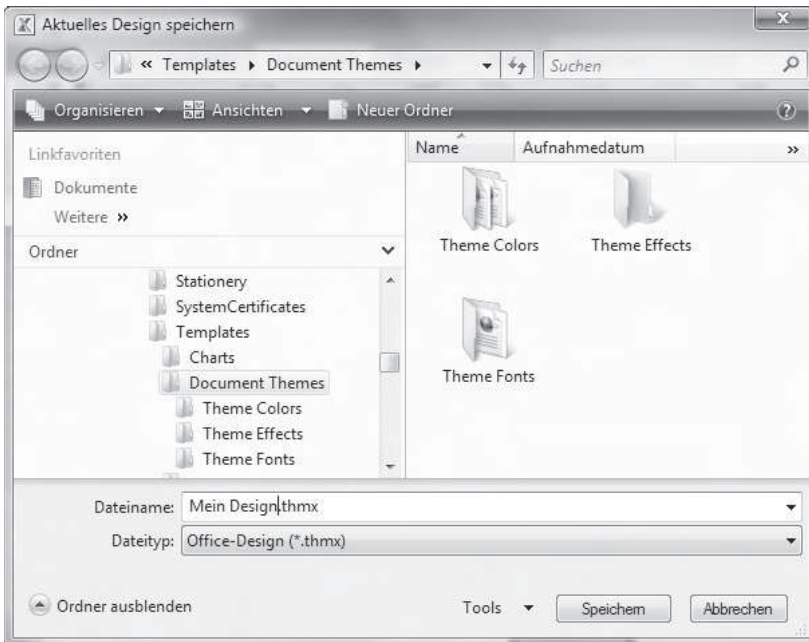 Aktuelles Design speichern
« Templates Document Themes
Suchen
Organisieren Ansichten Neuer Ordner
Linkfavoriten
Dokumente
Weitere »
Ordner
Stationery
SystemCertificates
Templates
Charts
Document Themes
Theme Colors
Theme Effects
Theme Fonts
Name Aufnahmedatum »
Theme Colors Theme Effects
Theme Fonts
Dateiname: Mein Design.thmx
Dateityp: Office-Design (*.thmx)
Ordner ausblenden Tools Speichern Abbrechen